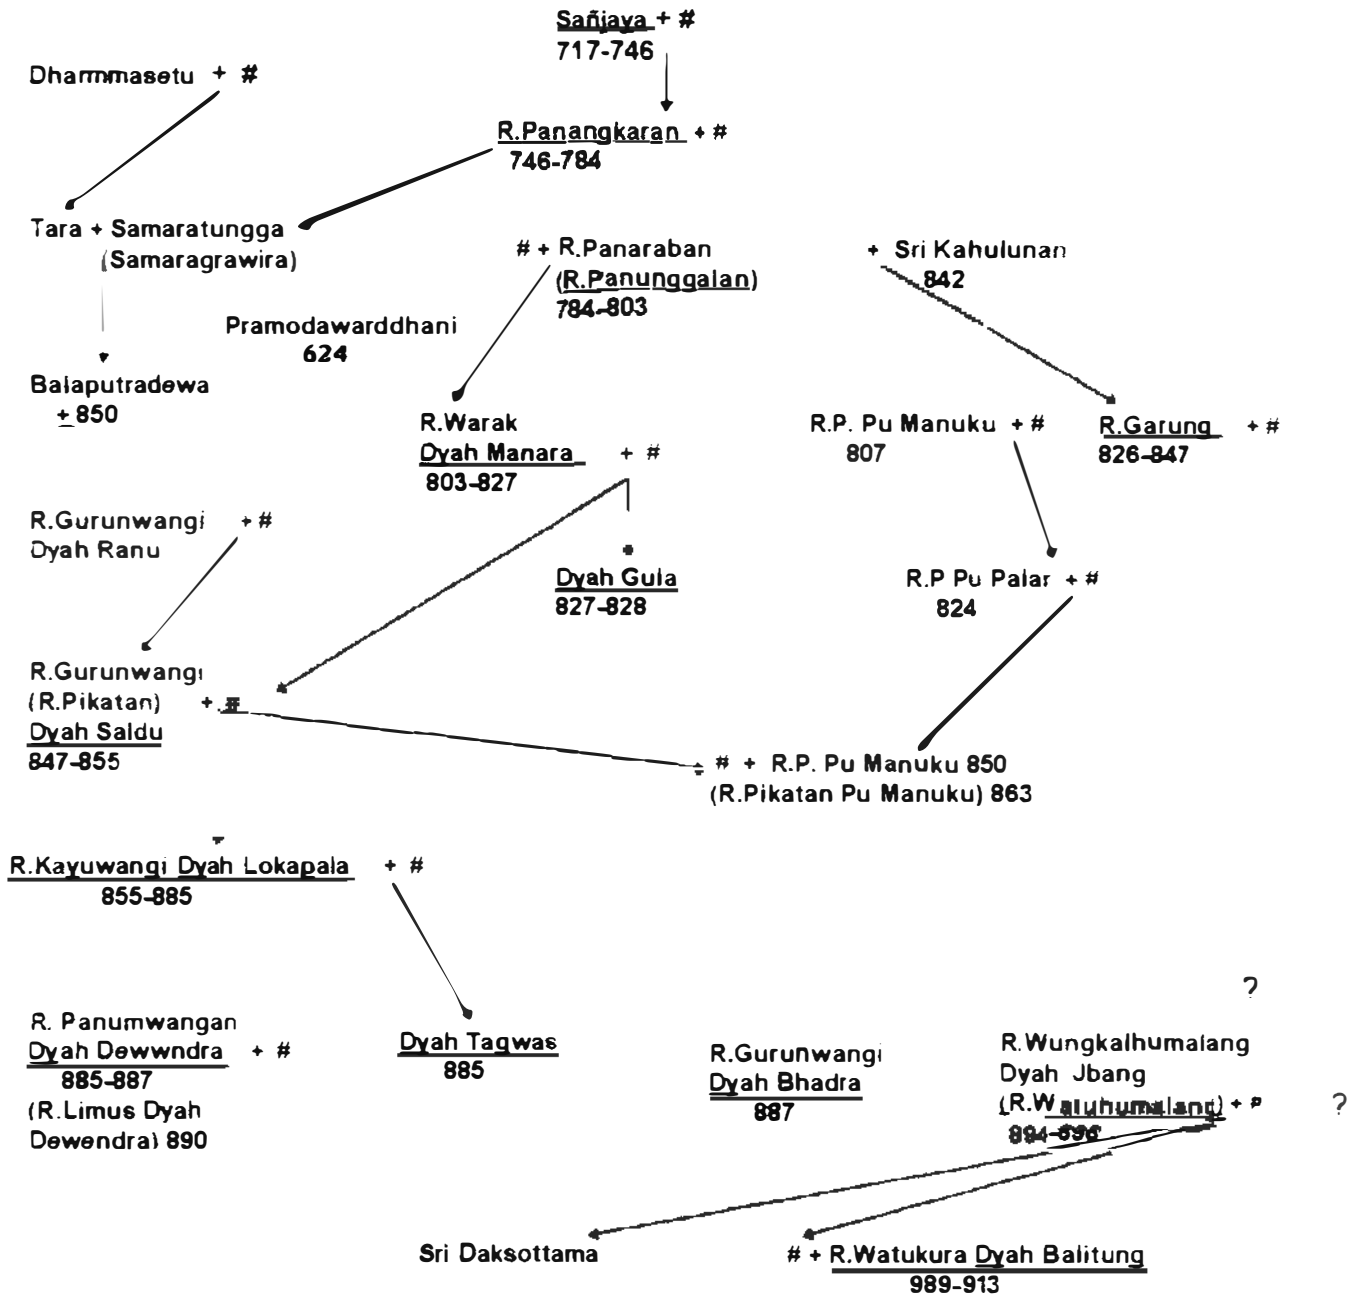 Sañjaya + #
717-746
Dharmmasetu + #
R.Panangkaran + #
746-784
Tara + Samaratungga
(Samaragrawira)
# + R.Panaraban
(R.Panunggalan)
784-803
+ Sri Kahulunan
842
Pramodawarddhani
624
Balaputradewa
+ 850
R.Warak
Dyah Manara + #
803-827
R.P. Pu Manuku + #
807
R.Garung + #
826-847
R.Gurunwangi + #
Dyah Ranu
Dyah Gula
827-828
R.P Pu Palar + #
824
R.Gurunwangi
(R.Pikatan) + #
Dyah Saldu
847-855
# + R.P. Pu Manuku 850
(R.Pikatan Pu Manuku) 863
R.Kayuwangi Dyah Lokapala + #
855-885
?
R. Panumwangan
Dyah Dewwndra + #
885-887
(R.Limus Dyah
Dewendra) 890
Dyah Tagwas
885
R.Gurunwangi
Dyah Bhadra
887
R.Wungkalhumalang
Dyah Jbang
(R.Watuhumalang) + #
894-898
?
Sri Daksottama
# + R.Watukura Dyah Balitung
989-913